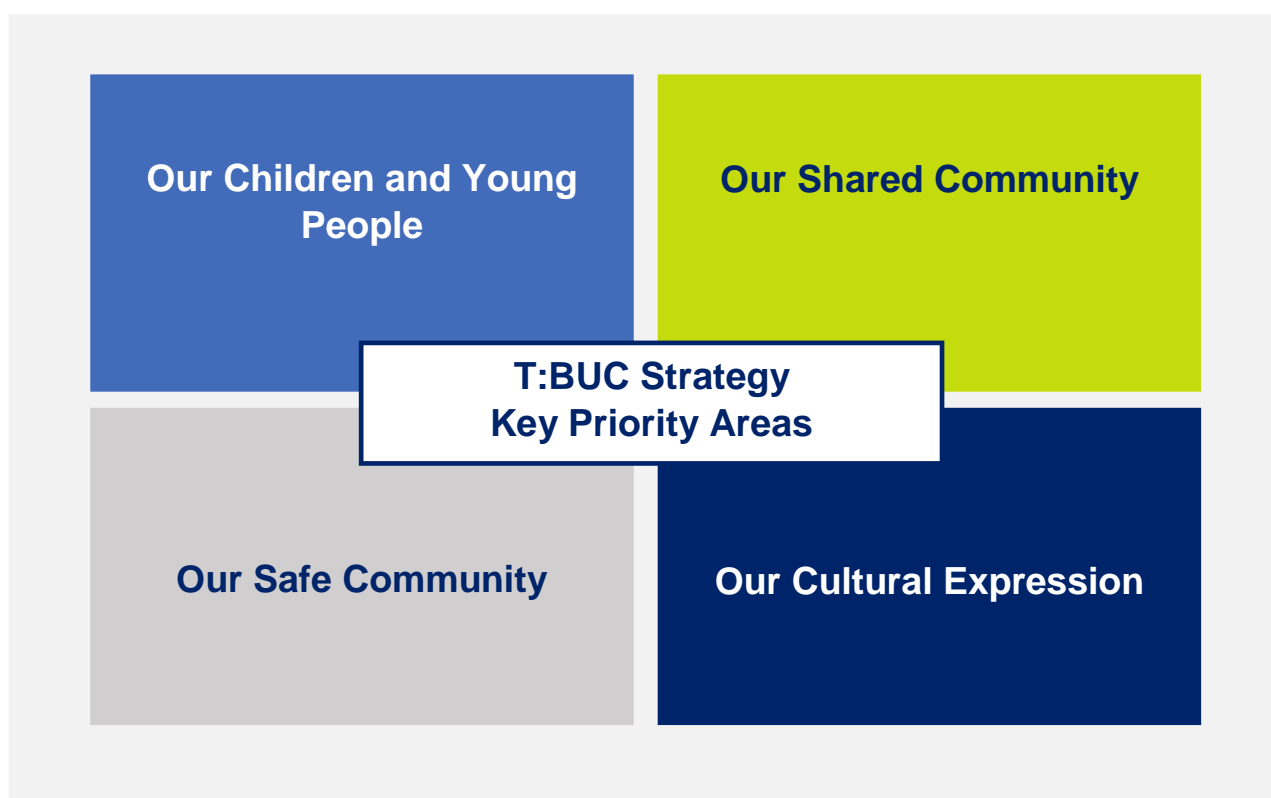 Our Children and Young
People
Our Shared Community
T:BUC Strategy
Key Priority Areas
Our Safe Community
Our Cultural Expression